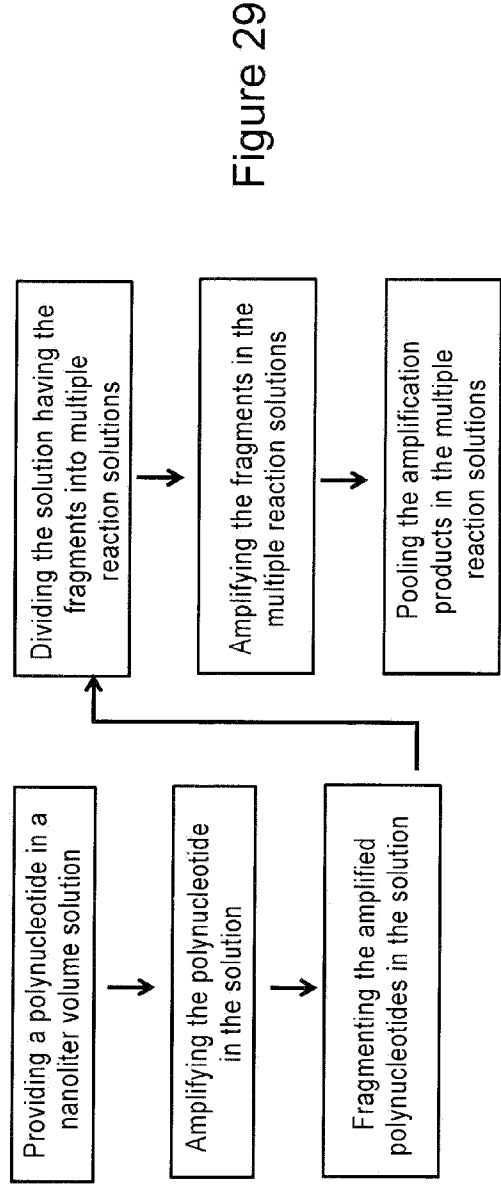 Providing a polynucleotide in a
nanoliter volume solution
Amplifying the polynucleotide
in the solution
Fragmenting the amplified
polynucleotides in the solution
Dividing the solution having the
fragments into multiple
reaction solutions
Amplifying the fragments in the
multiple reaction solutions
Pooling the amplification
products in the multiple
reaction solutions
Figure 29